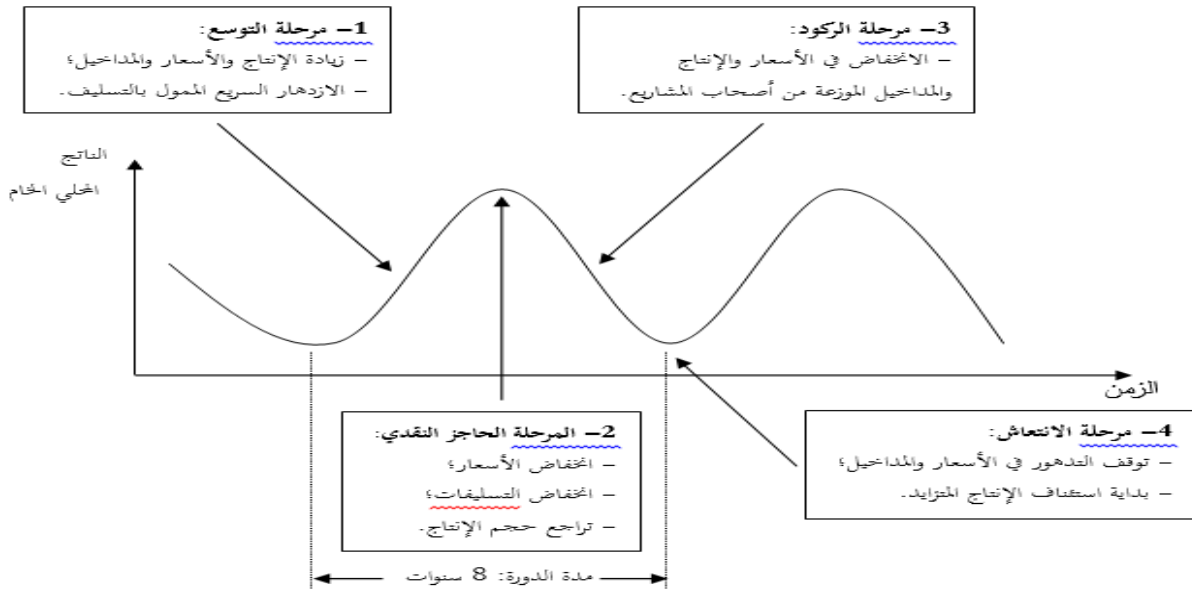 1– مرحلة التوسع:
– زيادة الإنتاج والأسعار والمداخيل؛
– الازدهار السريع الممول بالتسليف.
3– مرحلة الركود:
– الانخفاض في الأسعار والإنتاج
والمداخيل الموزعة من أصحاب المشاريع.
الناتج
المحلي الخام
الزمن
2– المرحلة الحاجز النقدي:
– انخفاض الأسعار؛
– انخفاض التسليفات؛
– تراجع حجم الإنتاج.
4– مرحلة الانتعاش:
– توقف التدهور في الأسعار والمداخيل؛
– بداية استئناف الإنتاج المتزايد.
مدة الدورة: 8 سنوات